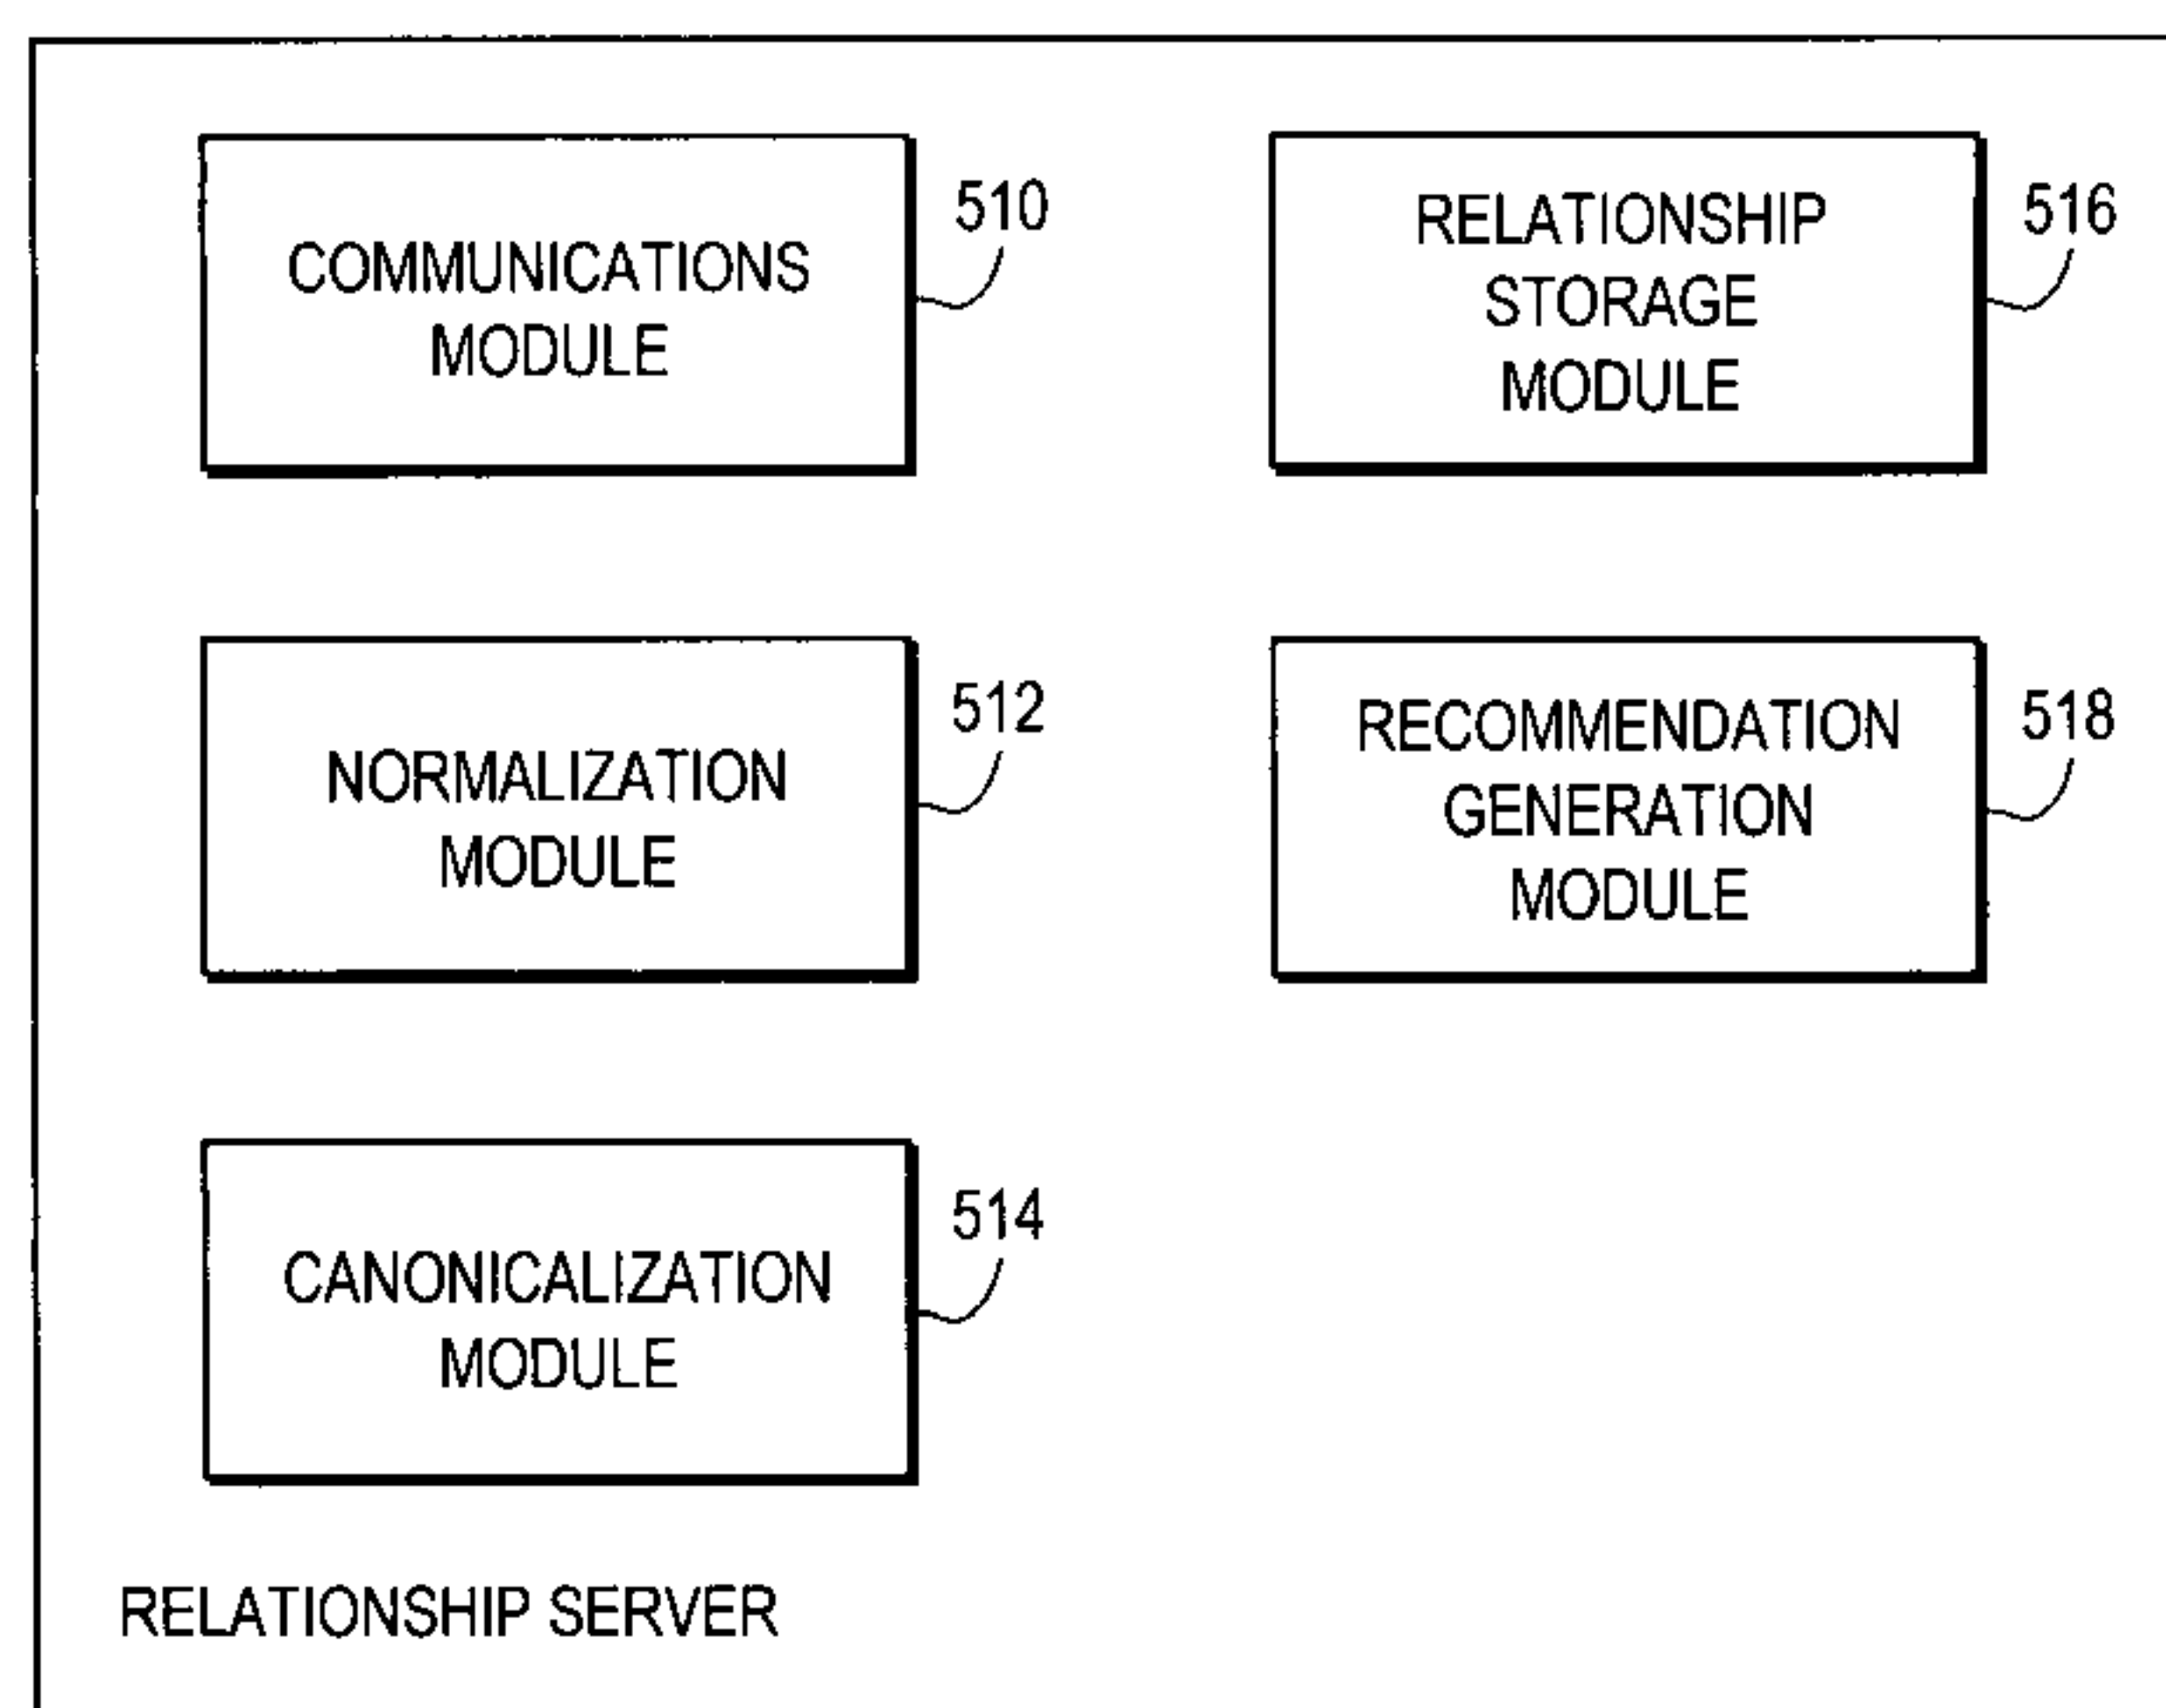 COMMUNICATIONS
MODULE
510
RELATIONSHIP
STORAGE
MODULE
516
NORMALIZATION
MODULE
512
RECOMMENDATION
GENERATION
MODULE
518
CANONICALIZATION
MODULE
514
RELATIONSHIP SERVER